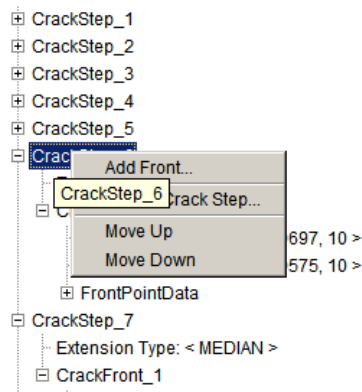 CrackStep_1
CrackStep_2
CrackStep_3
CrackStep_4
CrackStep_5
Crac
Add Front...
CrackStep_6
Crack Step...
C
Move Up
697, 10 >
Move Down
575, 10 >
FrontPointData
CrackStep_7
Extension Type: < MEDIAN >
CrackFront_1